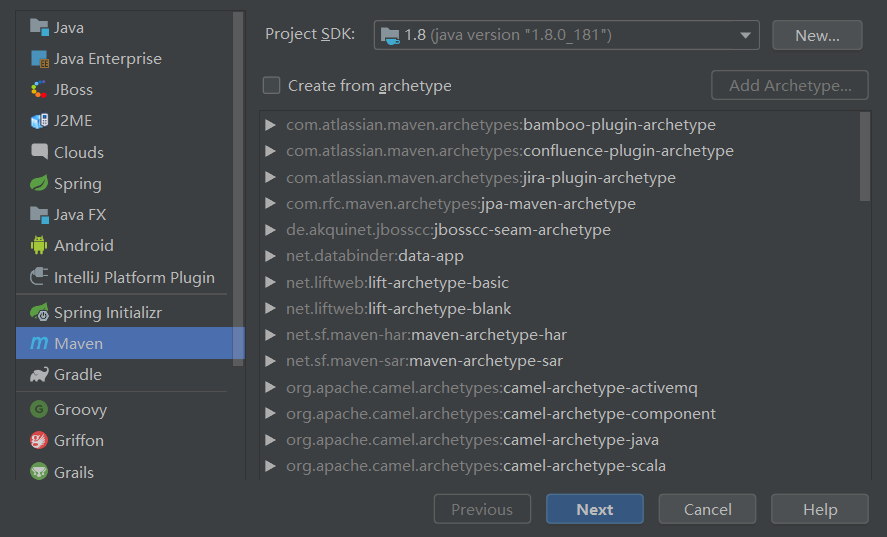 Java
Java Enterprise
JBoss
J2ME
Clouds
Spring
Java FX
Android
IntelliJ Platform Plugin
Spring Initializr
Maven
Gradle
Groovy
Griffon
Grails
Project SDK: 1.8 (java version "1.8.0_181") New...
Create from archetype Add Archetype...
com.atlassian.maven.archetypes:bamboo-plugin-archetype
com.atlassian.maven.archetypes:confluence-plugin-archetype
com.atlassian.maven.archetypes:jira-plugin-archetype
com.rfc.maven.archetypes:jpa-maven-archetype
de.akquinet.jbosscc:jbosscc-seam-archetype
net.databinder:data-app
net.liftweb:lift-archetype-basic
net.liftweb:lift-archetype-blank
net.sf.maven-har:maven-archetype-har
net.sf.maven-sar:maven-archetype-sar
org.apache.camel.archetypes:camel-archetype-activemq
org.apache.camel.archetypes:camel-archetype-component
org.apache.camel.archetypes:camel-archetype-java
org.apache.camel.archetypes:camel-archetype-scala
Previous Next Cancel Help